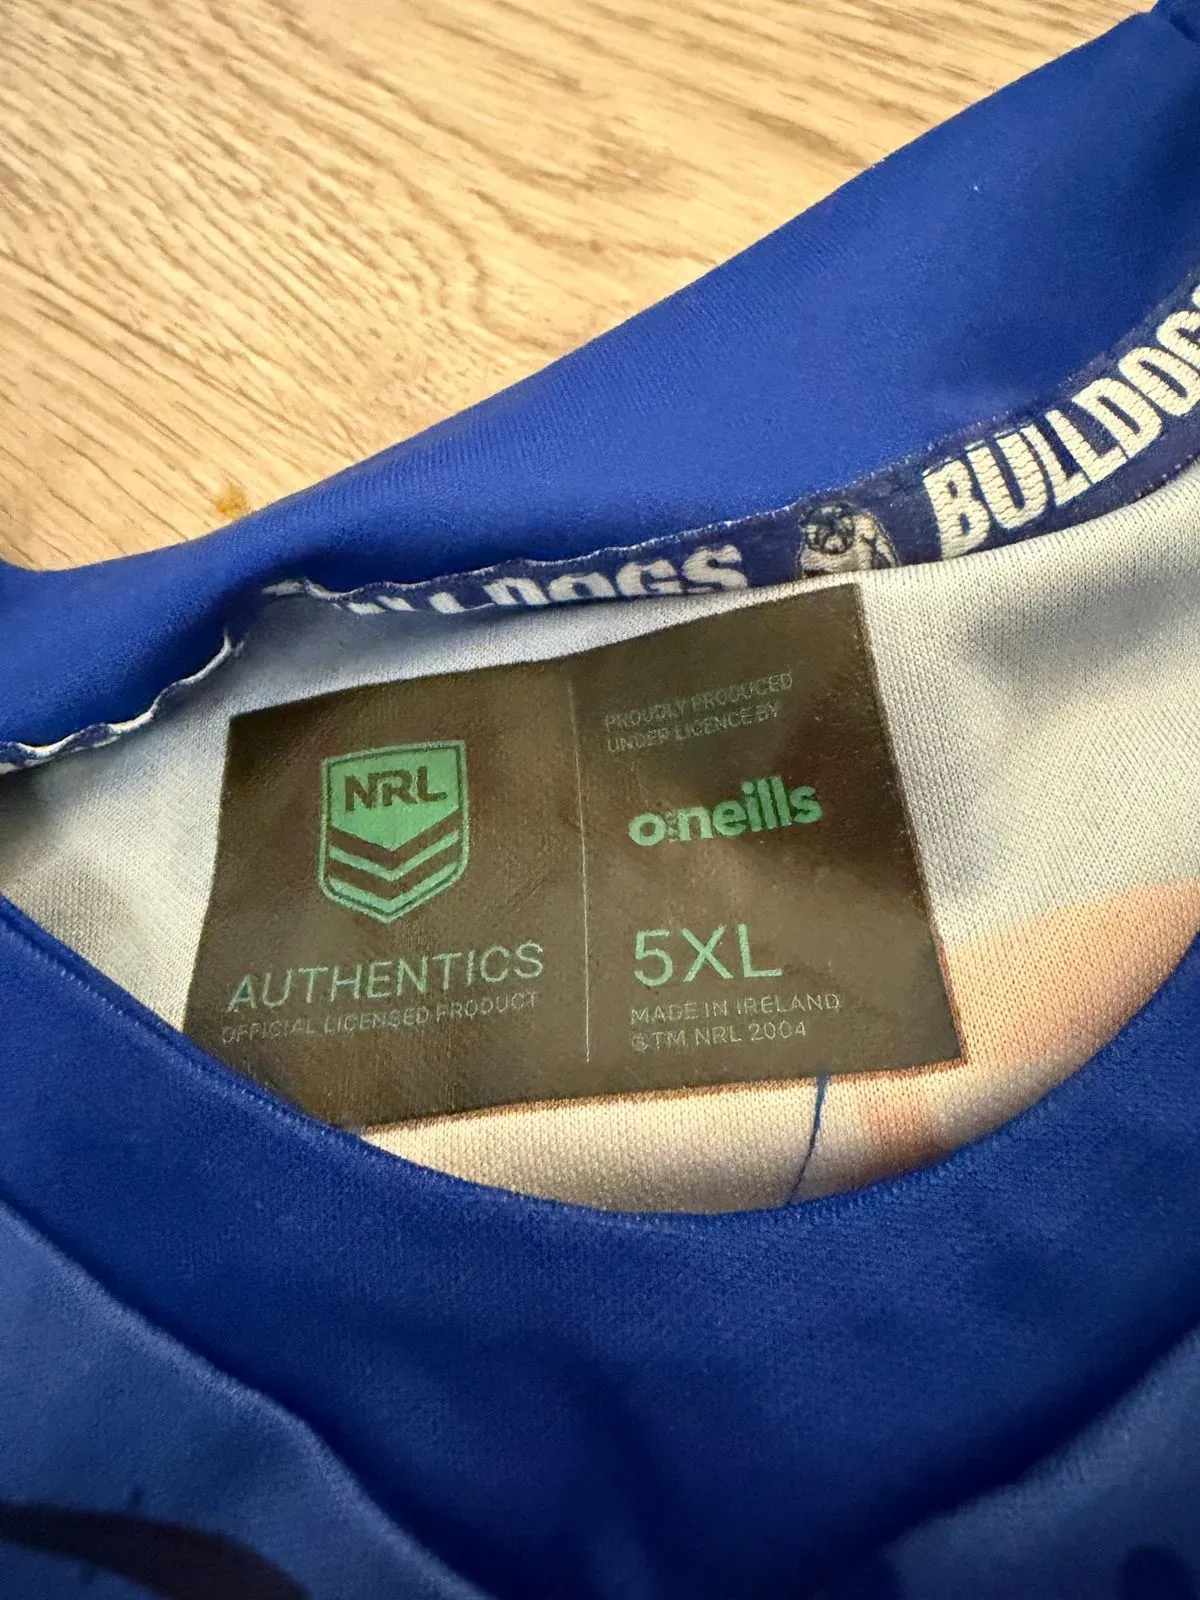 BULLDOGS
BULLDOGS
NRL
AUTHENTICS
OFFICIAL LICENSED PRODUCT
PROUDLY PRODUCED
UNDER LICENCE BY
o'neills
5XL
MADE IN IRELAND
©TM NRL 2004